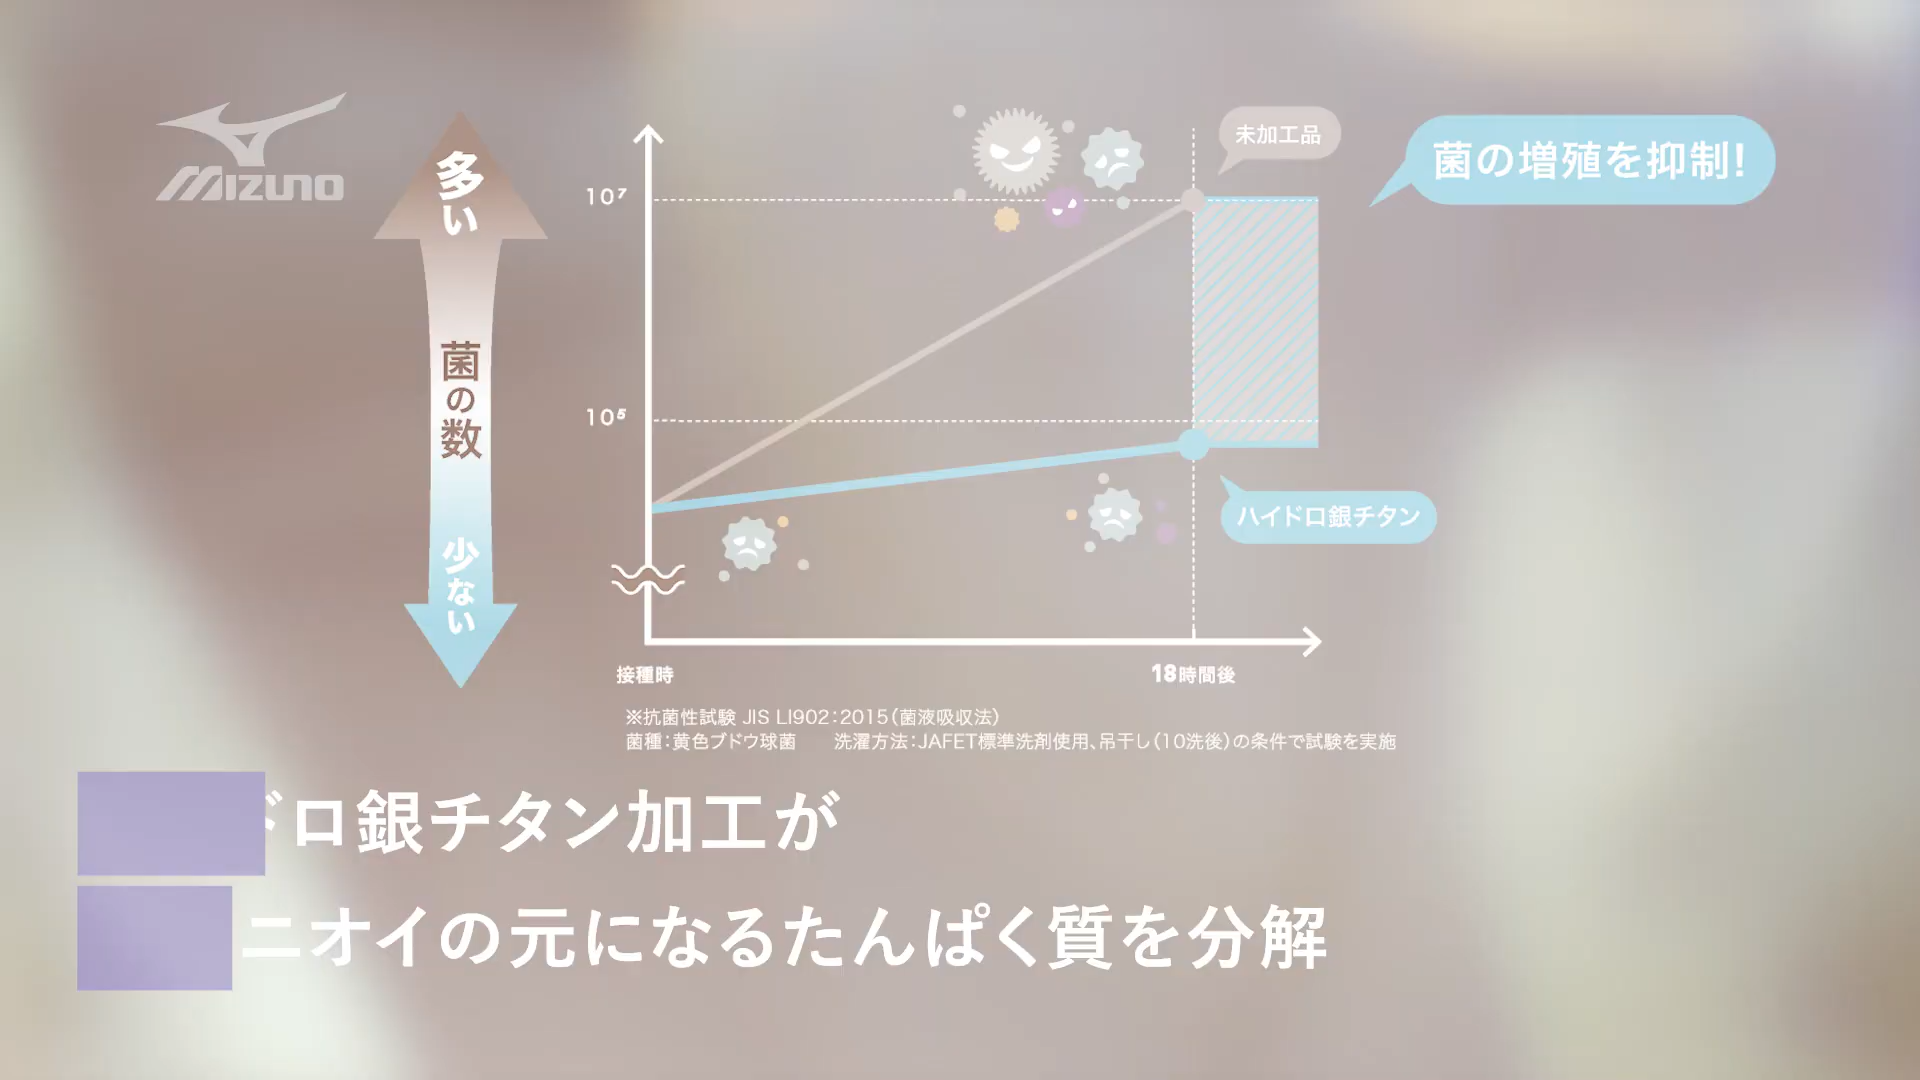 MIZUNO
多い
菌の数
少ない
10⁷
10⁵
未加工品
菌の増殖を抑制!
ハイドロ銀チタン
接種時
18時間後
※抗菌性試験 JIS LI902:2015(菌液吸収法)
菌種:黄色ブドウ球菌 洗濯方法:JAFET標準洗剤使用、吊干し(10洗後)の条件で試験を実施
ドロ銀チタン加工が
ニオイの元になるたんぱく質を分解